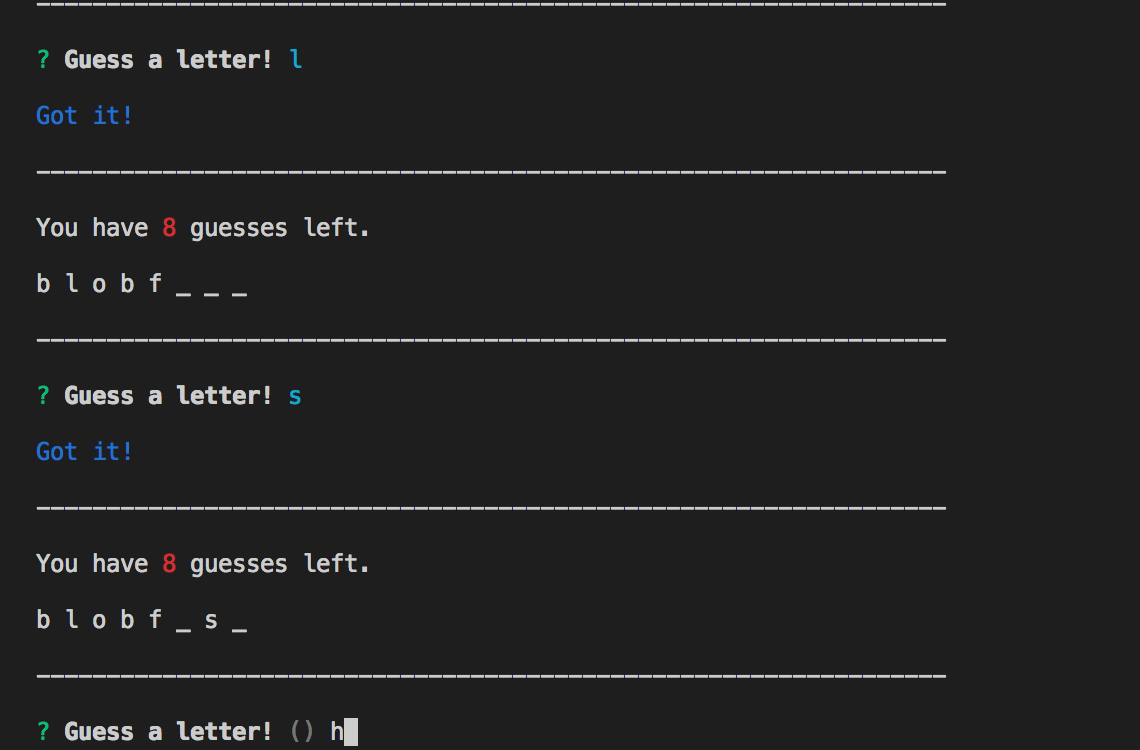 ? Guess a letter! l
Got it!
You have 8 guesses left.
b l o b f _ _ _
? Guess a letter! s
Got it!
You have 8 guesses left.
b l o b f _ s _
? Guess a letter! () h